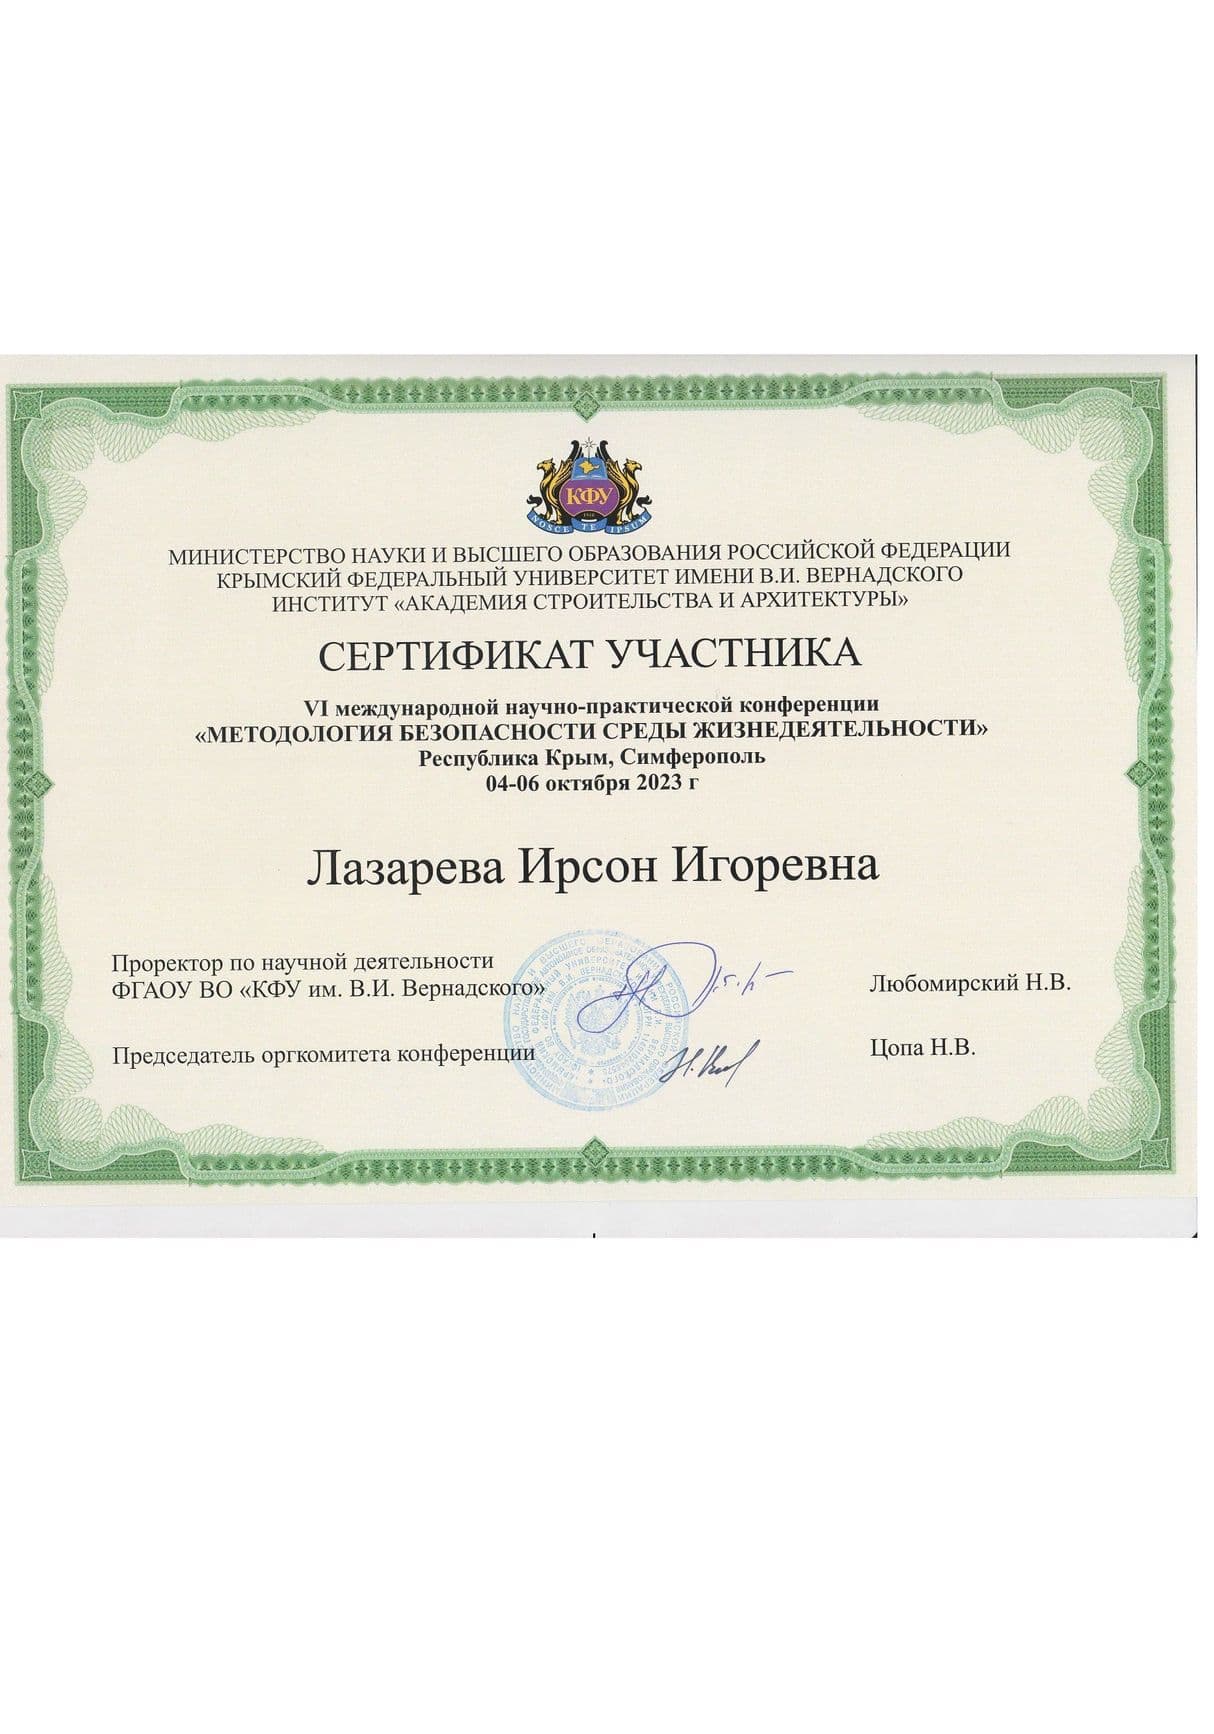 КФУ
NOSCE TE IPSUM
МИНИСТЕРСТВО НАУКИ И ВЫСШЕГО ОБРАЗОВАНИЯ РОССИЙСКОЙ ФЕДЕРАЦИИ
КРЫМСКИЙ ФЕДЕРАЛЬНЫЙ УНИВЕРСИТЕТ ИМЕНИ В.И. ВЕРНАДСКОГО
ИНСТИТУТ «АКАДЕМИЯ СТРОИТЕЛЬСТВА И АРХИТЕКТУРЫ»
СЕРТИФИКАТ УЧАСТНИКА
VI международной научно-практической конференции
«МЕТОДОЛОГИЯ БЕЗОПАСНОСТИ СРЕДЫ ЖИЗНЕДЕЯТЕЛЬНОСТИ»
Республика Крым, Симферополь
04-06 октября 2023 г
Лазарева Ирсон Игоревна
Проректор по научной деятельности
ФГАОУ ВО «КФУ им. В.И. Вернадского»
Любомирский Н.В.
Председатель оргкомитета конференции
Цопа Н.В.